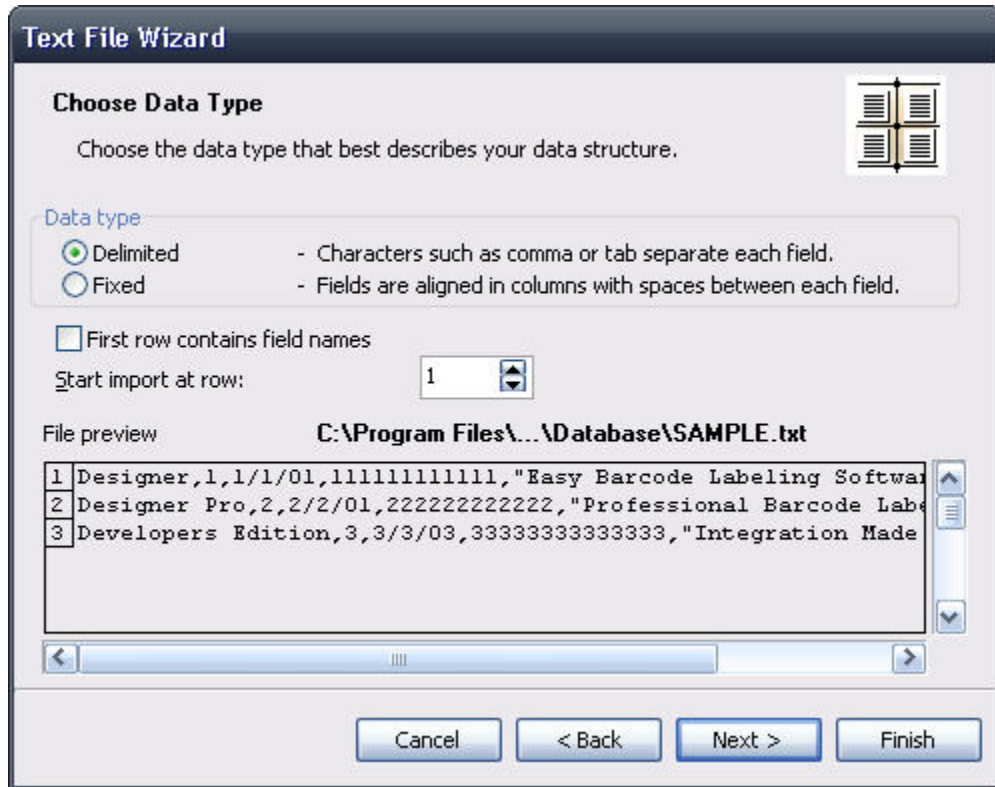 Text File Wizard
Choose Data Type
Choose the data type that best describes your data structure.
Data type
Delimited - Characters such as comma or tab separate each field.
Fixed - Fields are aligned in columns with spaces between each field.
First row contains field names
Start import at row: 1
File preview C:\Program Files\...\Database\SAMPLE.txt
1 Designer,1,1/1/01,111111111111,"Easy Barcode Labeling Softwa
2 Designer Pro,2,2/2/01,222222222222,"Professional Barcode Labe
3 Developers Edition,3,3/3/03,33333333333333,"Integration Made
Cancel < Back Next > Finish